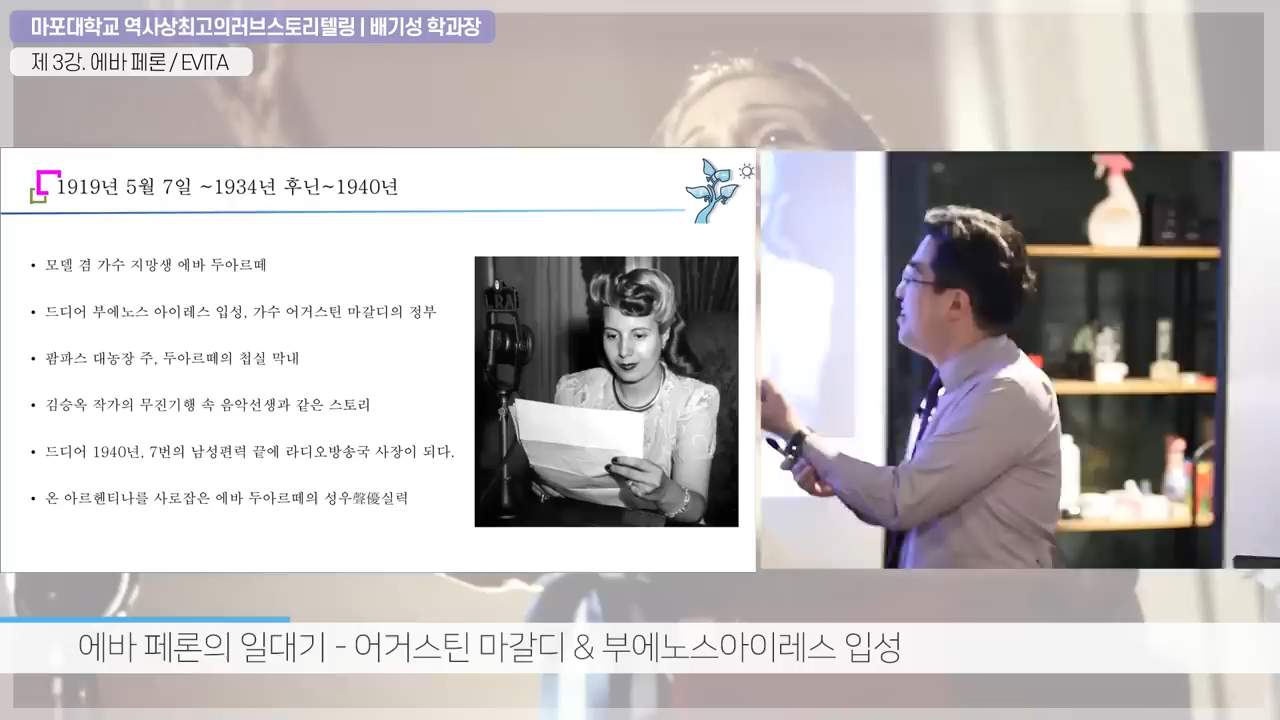 마포대학교 역사상최고의러브스토리텔링 | 배기성 학과장
제 3강. 에바 페론 / EVITA
1919년 5월 7일 ~1934년 후닌~1940년
• 모델 겸 가수 지망생 에바 두아르떼
• 드디어 부에노스 아이레스 입성, 가수 어거스틴 마갈디의 정부
• 팜파스 대농장 주, 두아르떼의 첩실 막내
• 김승옥 작가의 무진기행 속 음악선생과 같은 스토리
• 드디어 1940년, 7번의 남성편력 끝에 라디오방송국 사장이 되다.
• 온 아르헨티나를 사로잡은 에바 두아르떼의 성우聲優실력
에바 페론의 일대기 - 어거스틴 마갈디 & 부에노스아이레스 입성